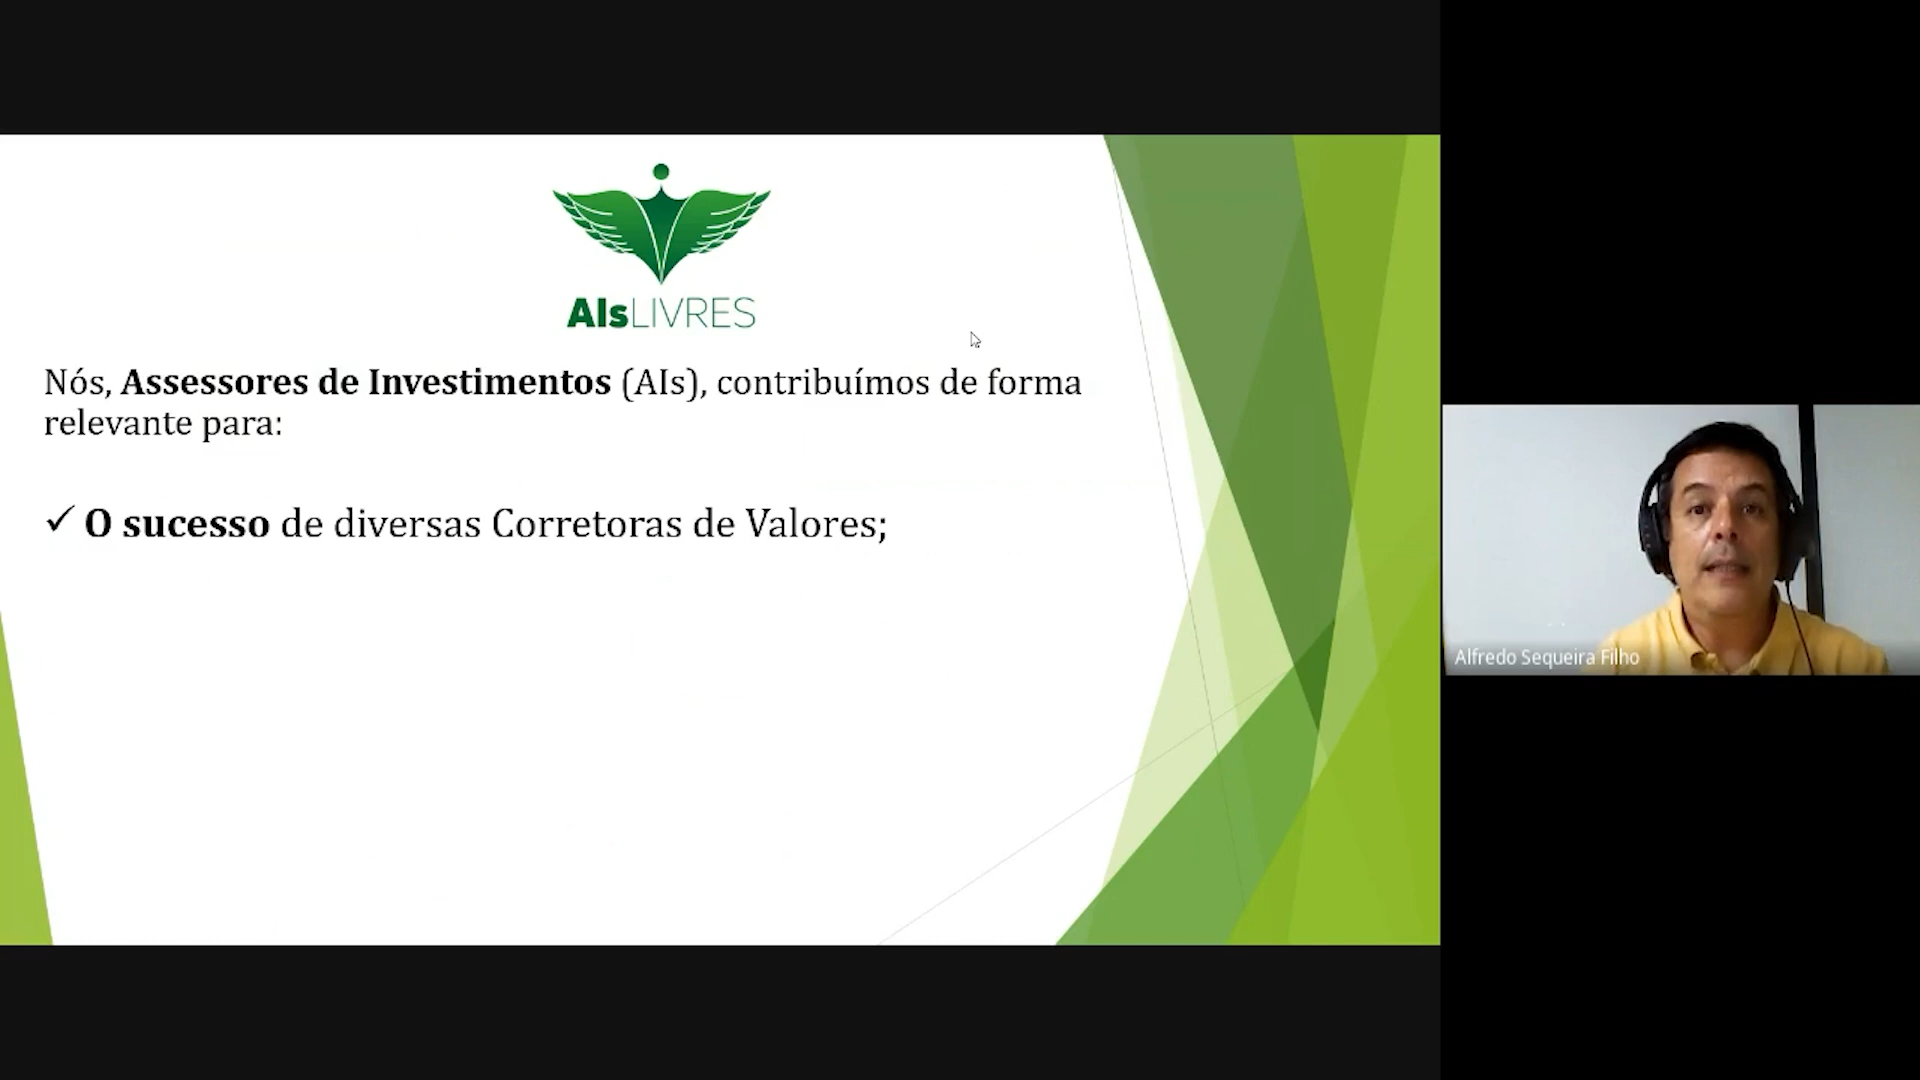 AIsLIVRES
Nós, Assessores de Investimentos (AIs), contribuímos de forma
relevante para:
✓ O sucesso de diversas Corretoras de Valores;
Alfredo Sequeira Filho